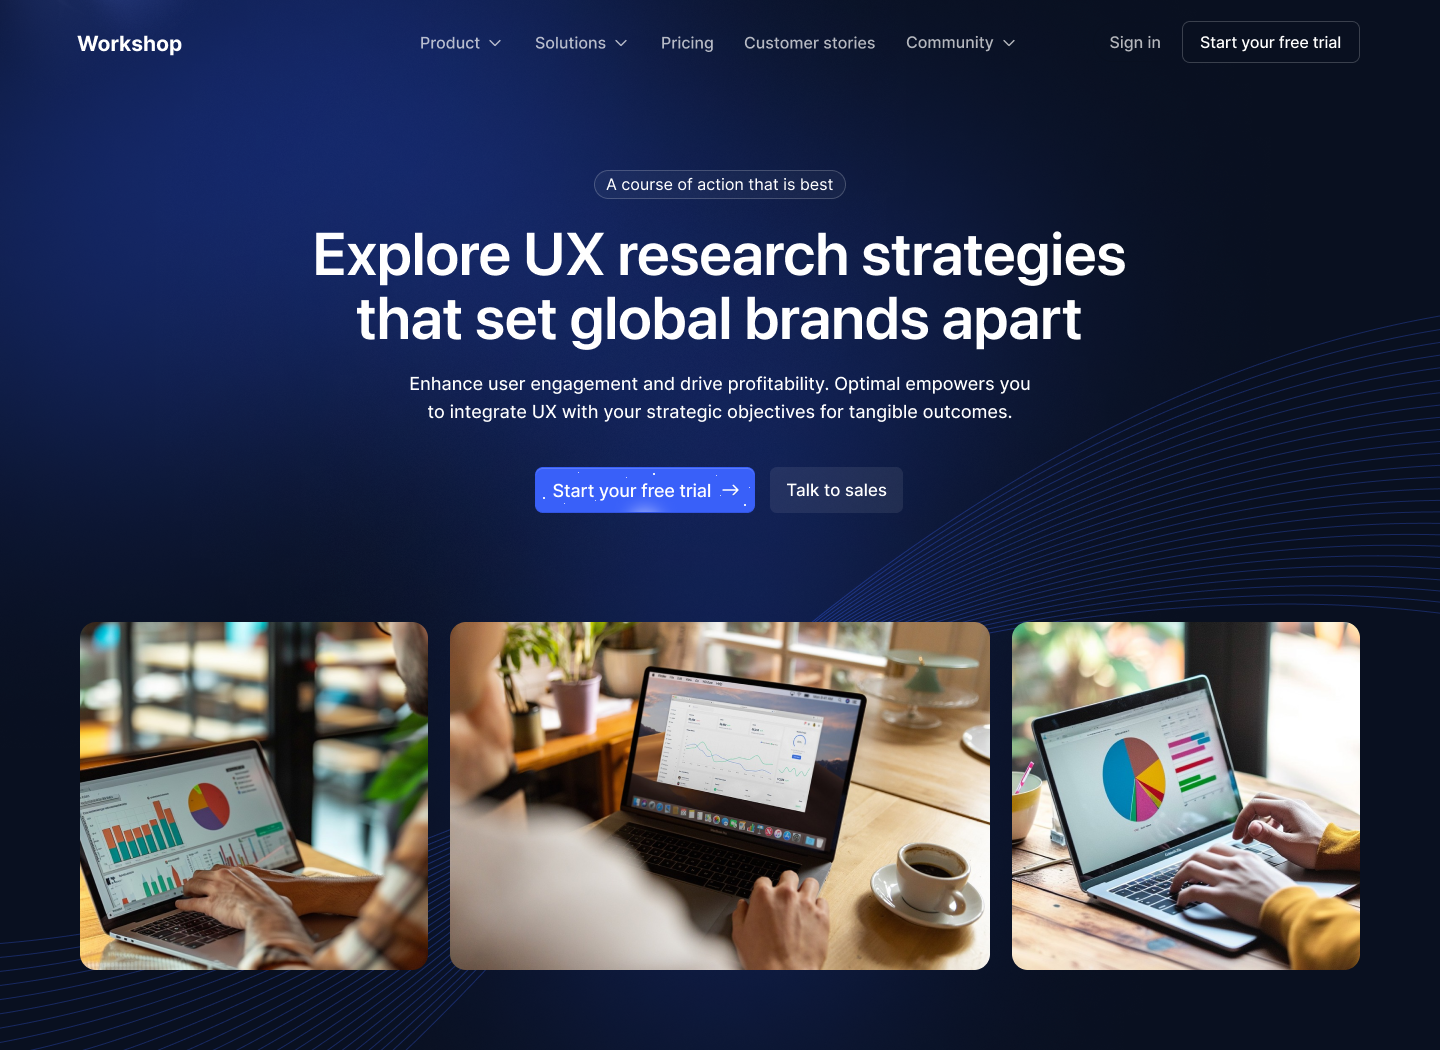 Workshop
Product
Solutions
Pricing
Customer stories
Community
Sign in
Start your free trial
A course of action that is best
Explore UX research strategies
that set global brands apart
Enhance user engagement and drive profitability. Optimal empowers you
to integrate UX with your strategic objectives for tangible outcomes.
Start your free trial
Talk to sales